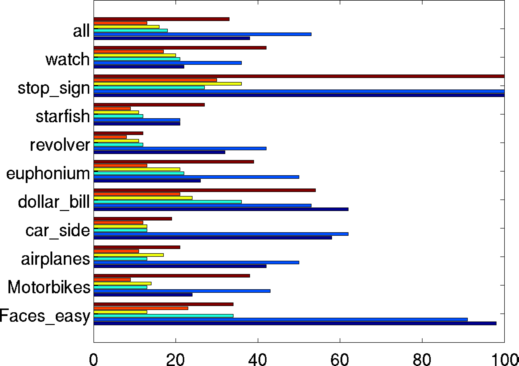 all
watch
stop_sign
starfish
revolver
euphonium
dollar_bill
car_side
airplanes
Motorbikes
Faces_easy
0 20 40 60 80 100